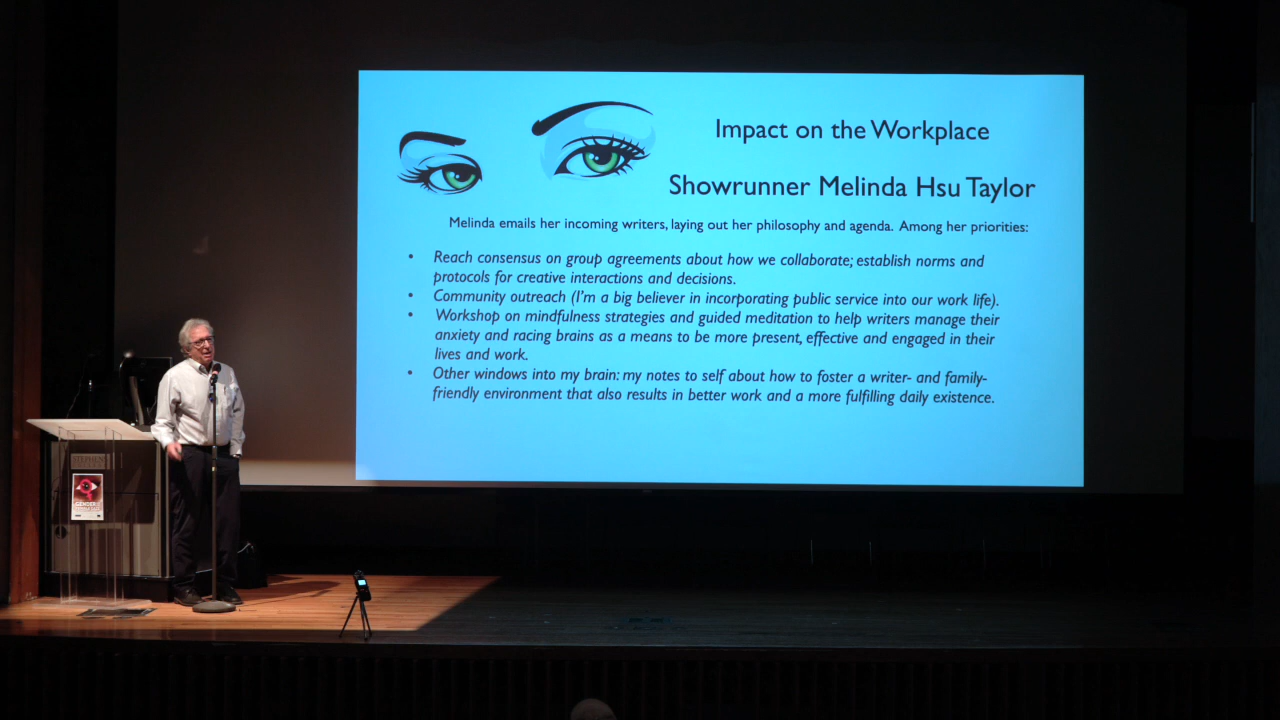 Impact on the Workplace
Showrunner Melinda Hsu Taylor
Melinda emails her incoming writers, laying out her philosophy and agenda. Among her priorities:
• Reach consensus on group agreements about how we collaborate; establish norms and
protocols for creative interactions and decisions.
• Community outreach (I'm a big believer in incorporating public service into our work life).
• Workshop on mindfulness strategies and guided meditation to help writers manage their
anxiety and racing brains as a means to be more present, effective and engaged in their
lives and work.
• Other windows into my brain: my notes to self about how to foster a writer- and family-
friendly environment that also results in better work and a more fulfilling daily existence.
STEPHENS